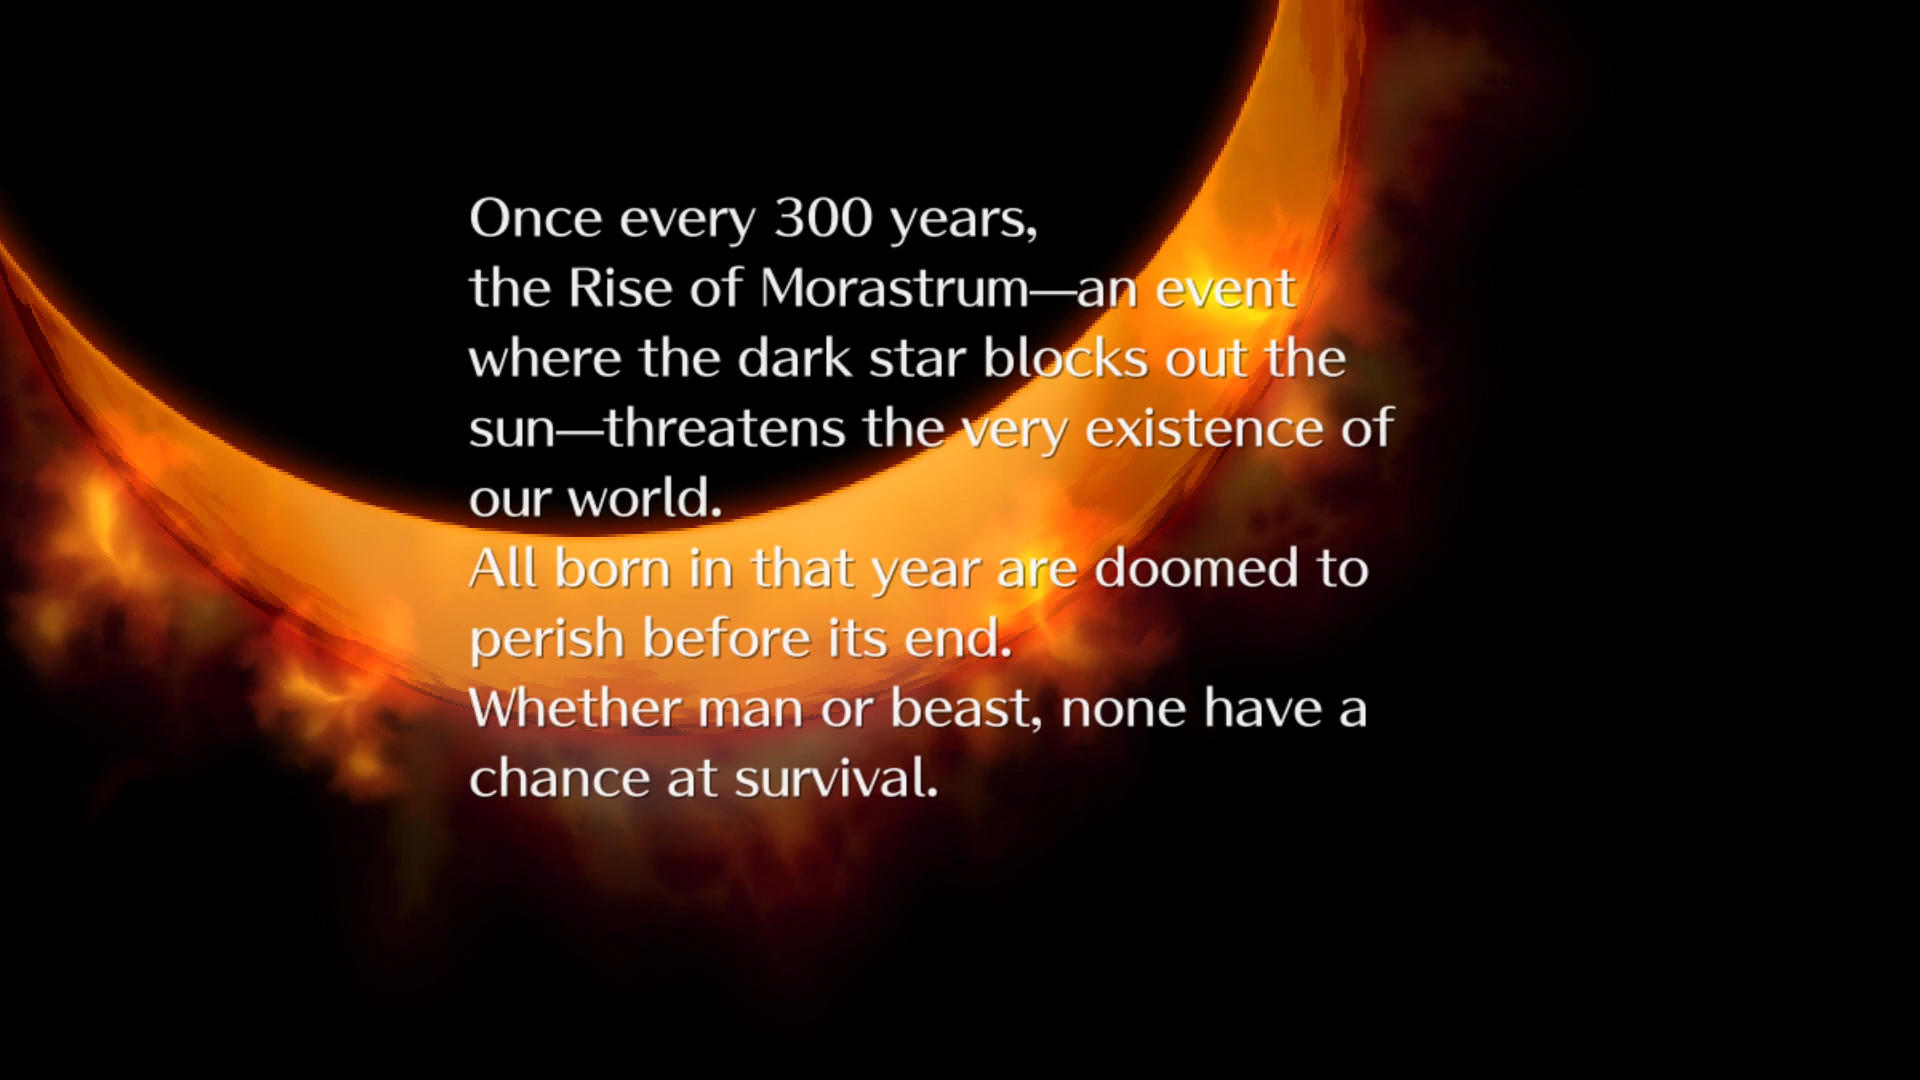 Once every 300 years,
the Rise of Morastrum—an event
where the dark star blocks out the
sun—threatens the very existence of
our world.
All born in that year are doomed to
perish before its end.
Whether man or beast, none have a
chance at survival.